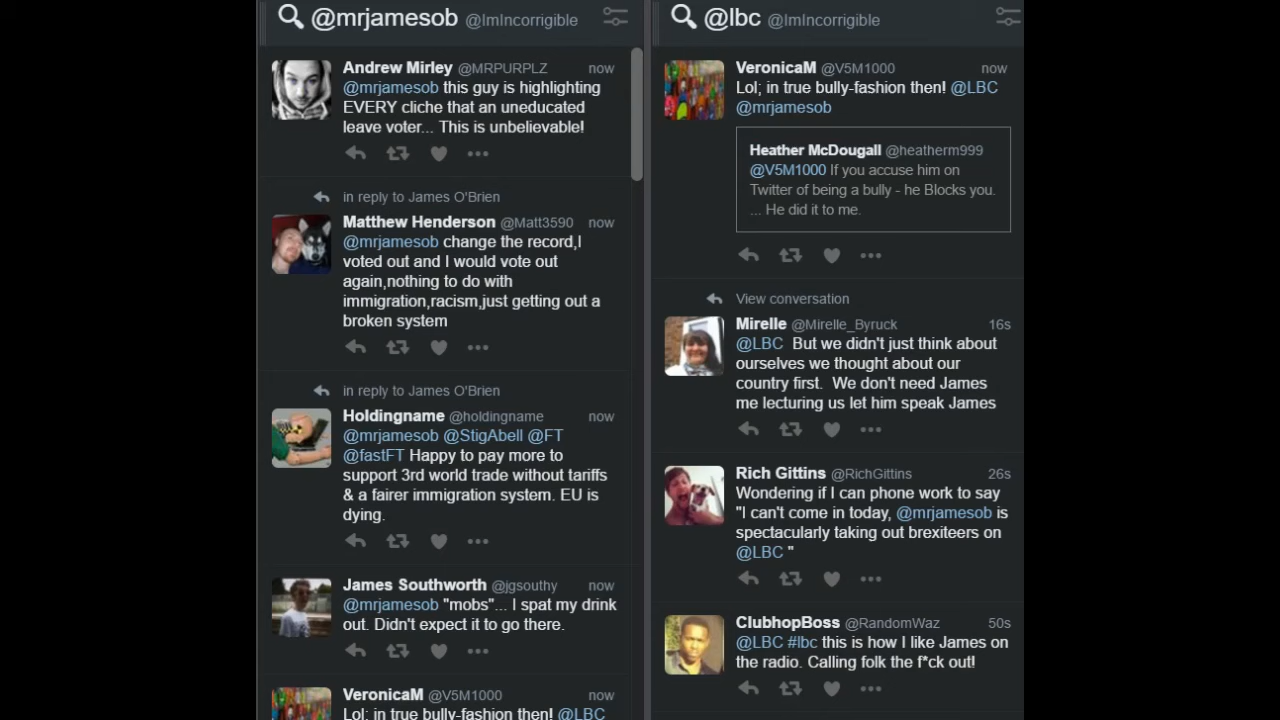 @mrjamesob @ImIncorrigible
Andrew Mirley @MRPURPLZ now
@mrjamesob this guy is highlighting
EVERY cliche that an uneducated
leave voter... This is unbelievable!
in reply to James O'Brien
Matthew Henderson @Matt3590 now
@mrjamesob change the record,I
voted out and I would vote out
again,nothing to do with
immigration,racism,just getting out a
broken system
in reply to James O'Brien
Holdingname @holdingname now
@mrjamesob @StigAbell @FT
@fastFT Happy to pay more to
support 3rd world trade without tariffs
& a fairer immigration system. EU is
dying.
James Southworth @jgsouthy now
@mrjamesob "mobs"... I spat my drink
out. Didn't expect it to go there.
VeronicaM @V5M1000 now
Lol; in true bully-fashion then! @LBC
@lbc @ImIncorrigible
VeronicaM @V5M1000 now
Lol; in true bully-fashion then! @LBC
@mrjamesob
Heather McDougall @heatherm999
@V5M1000 If you accuse him on
Twitter of being a bully - he Blocks you.
... He did it to me.
View conversation
Mirelle @Mirelle_Byruck 16s
@LBC But we didn't just think about
ourselves we thought about our
country first. We don't need James
me lecturing us let him speak James
Rich Gittins @RichGittins 26s
Wondering if I can phone work to say
"I can't come in today, @mrjamesob is
spectacularly taking out brexiteers on
@LBC "
ClubhopBoss @RandomWaz 50s
@LBC #lbc this is how I like James on
the radio. Calling folk the f*ck out!